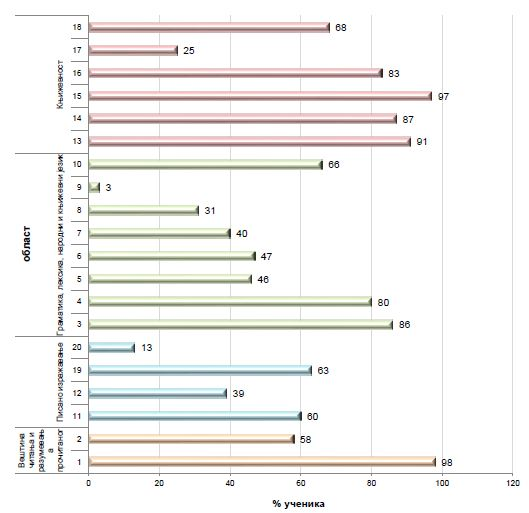 18 68
17 25
16 83
15 97
14 87
13 91
Књижевност
10 66
9 3
8 31
7 40
6 47
5 46
4 80
3 86
Граматика, лексика, народни и књижевни језик
20 13
19 63
12 39
11 60
Писано изражавање
2 58
1 98
Вештина
читања и
разумевањ
а
прочитаног
област
0 20 40 60 80 100 120
% ученика